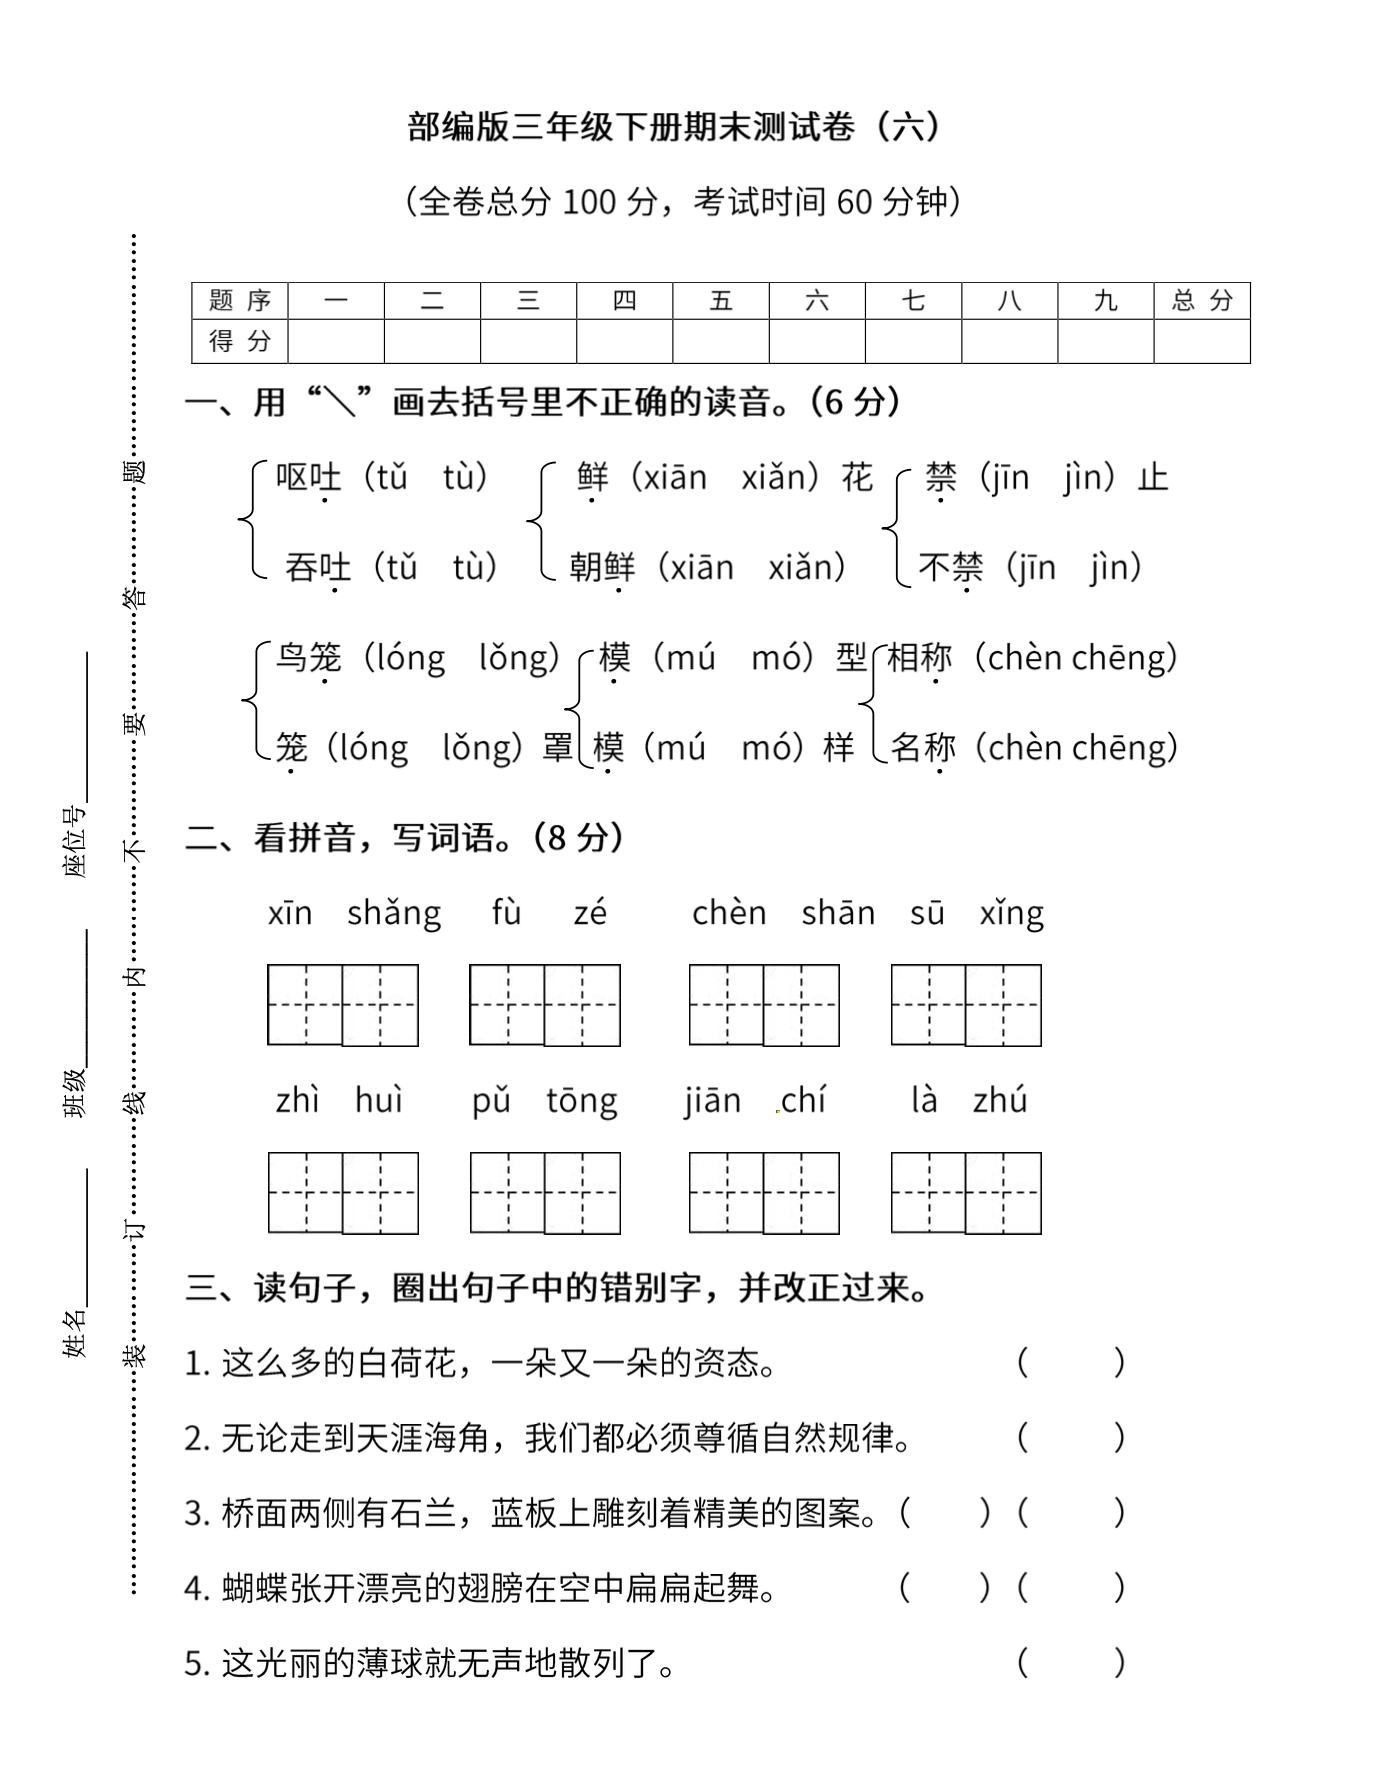 部编版三年级下册期末测试卷（六）
（全卷总分 100 分，考试时间 60 分钟）
题 序 一 二 三 四 五 六 七 八 九 总 分
得 分
一、用“╲”画去括号里不正确的读音。（6 分）
呕吐（tǔ tù） 鲜（xiān xiǎn）花 禁（jīn jìn）止
吞吐（tǔ tù） 朝鲜（xiān xiǎn） 不禁（jīn jìn）
鸟笼（lóng lǒng） 模（mú mó）型 相称（chèn chēng）
笼（lóng lǒng）罩 模（mú mó）样 名称（chèn chēng）
二、看拼音，写词语。（8 分）
xīn shǎng fù zé chèn shān sū xǐng
zhì huì pǔ tōng jiān chí là zhú
三、读句子，圈出句子中的错别字，并改正过来。
1. 这么多的白荷花，一朵又一朵的资态。 （ ）
2. 无论走到天涯海角，我们都必须尊循自然规律。 （ ）
3. 桥面两侧有石兰，蓝板上雕刻着精美的图案。（ ）（ ）
4. 蝴蝶张开漂亮的翅膀在空中扁扁起舞。 （ ）（ ）
5. 这光丽的薄球就无声地散列了。 （ ）
姓名 班级 座位号
装 订 线 内 不 要 答 题